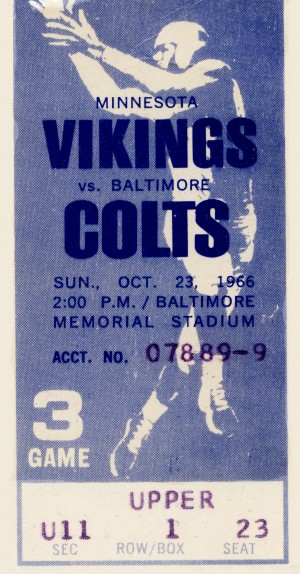 MINNESOTA
VIKINGS
vs. BALTIMORE
COLTS
SUN., OCT. 23, 1966
2:00 P.M. / BALTIMORE
MEMORIAL STADIUM
ACCT. NO. 07889-9
3
GAME
UPPER
U11 1 23
SEC ROW/BOX SEAT